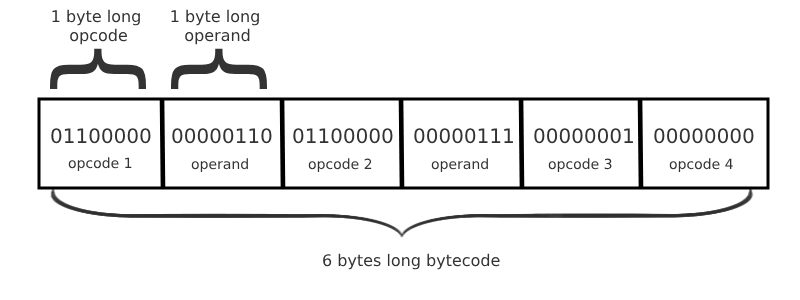 1 byte long
opcode
1 byte long
operand
01100000 00000110 01100000 00000111 00000001 00000000
opcode 1 operand opcode 2 operand opcode 3 opcode 4
6 bytes long bytecode